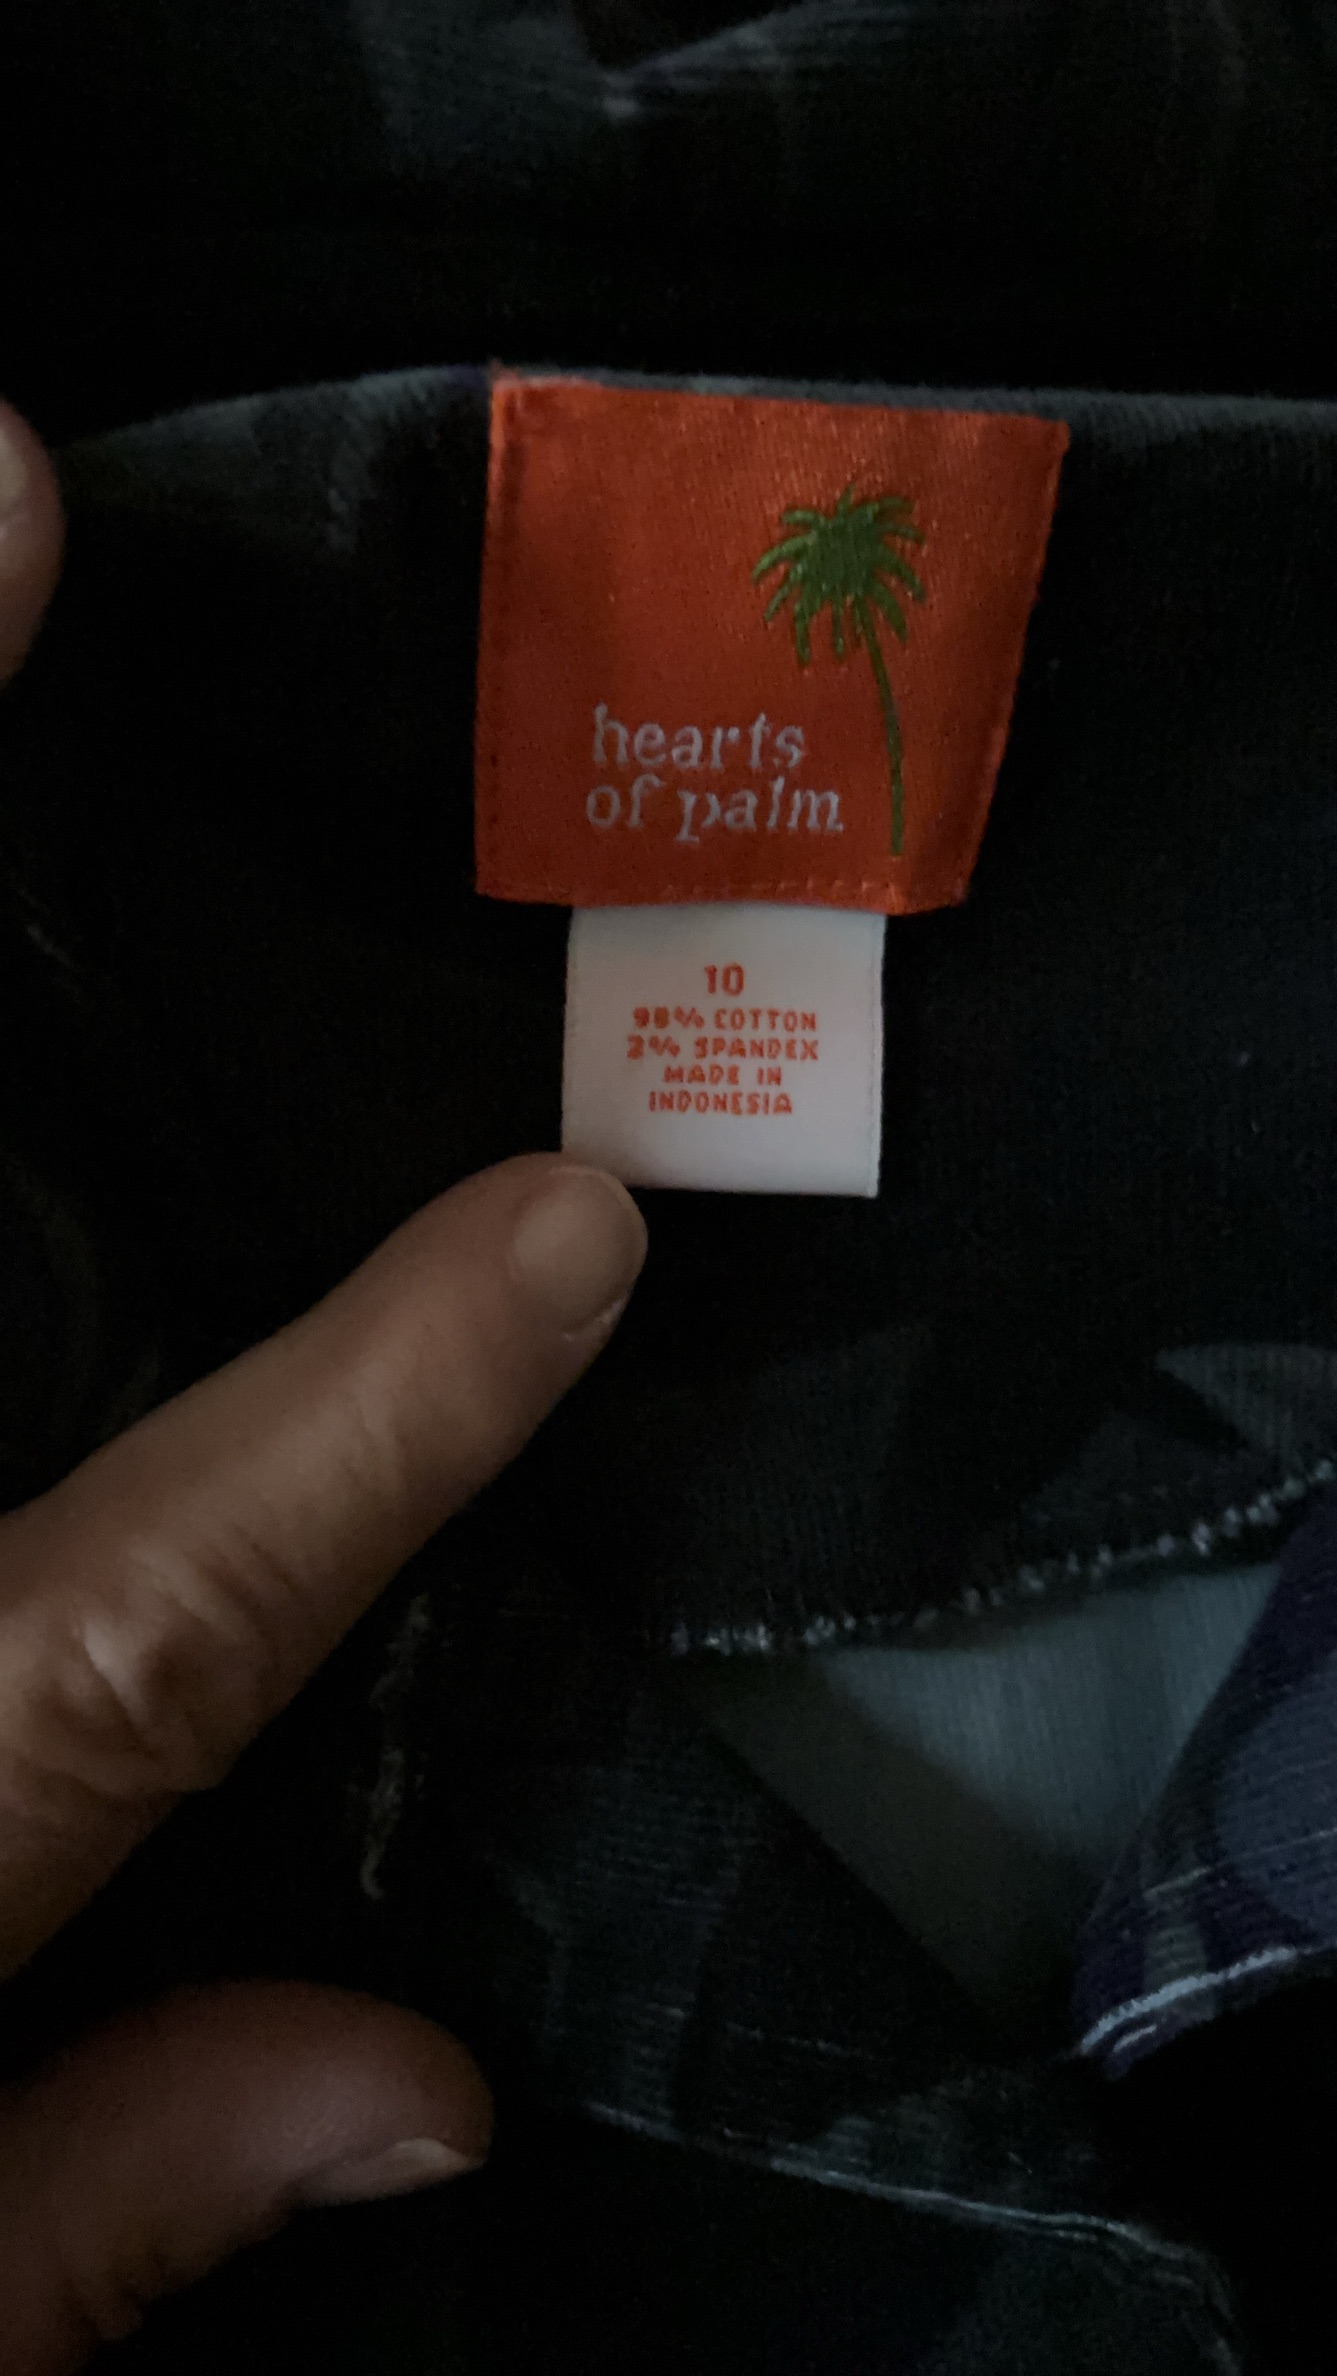 hearts
of palm
10
98% COTTON
2% SPANDEX
MADE IN
INDONESIA